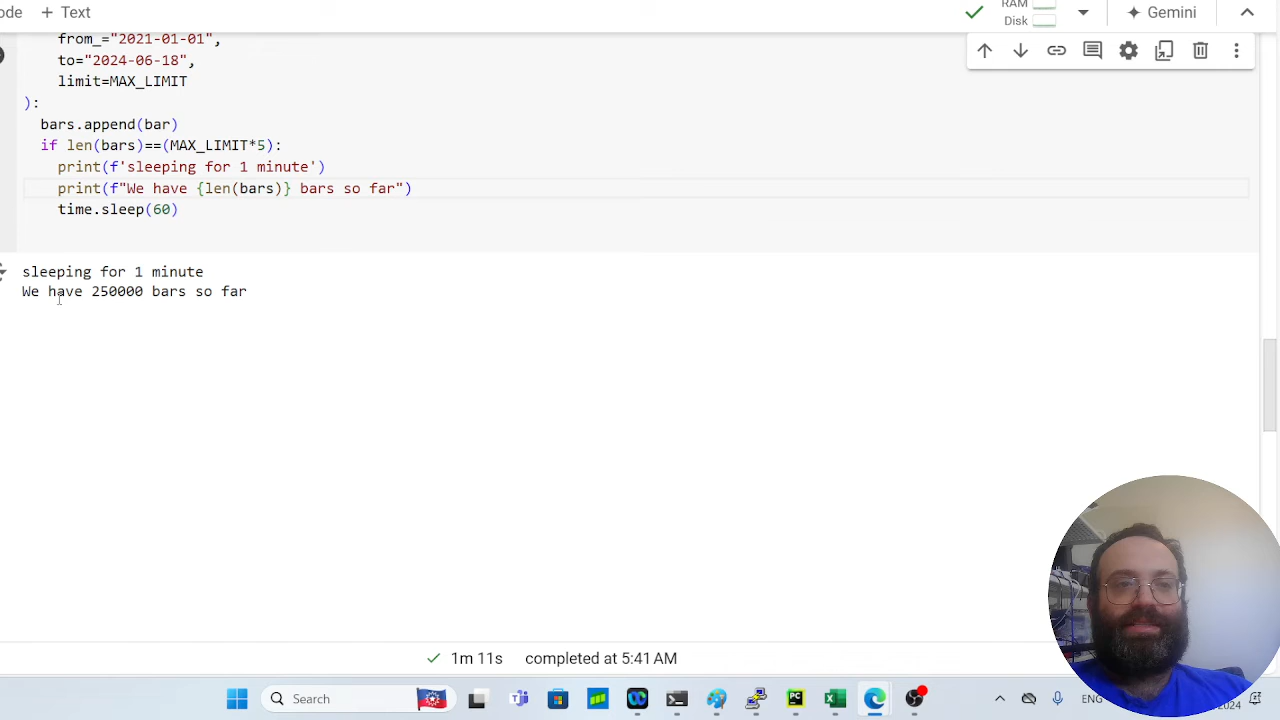 ode + Text
RAM
Disk
Gemini
from_="2021-01-01",
to="2024-06-18",
limit=MAX_LIMIT
):
bars.append(bar)
if len(bars)==(MAX_LIMIT*5):
print(f'sleeping for 1 minute')
print(f"We have {len(bars)} bars so far")
time.sleep(60)
sleeping for 1 minute
We have 250000 bars so far
1m 11s completed at 5:41 AM
Search
ENG
2024